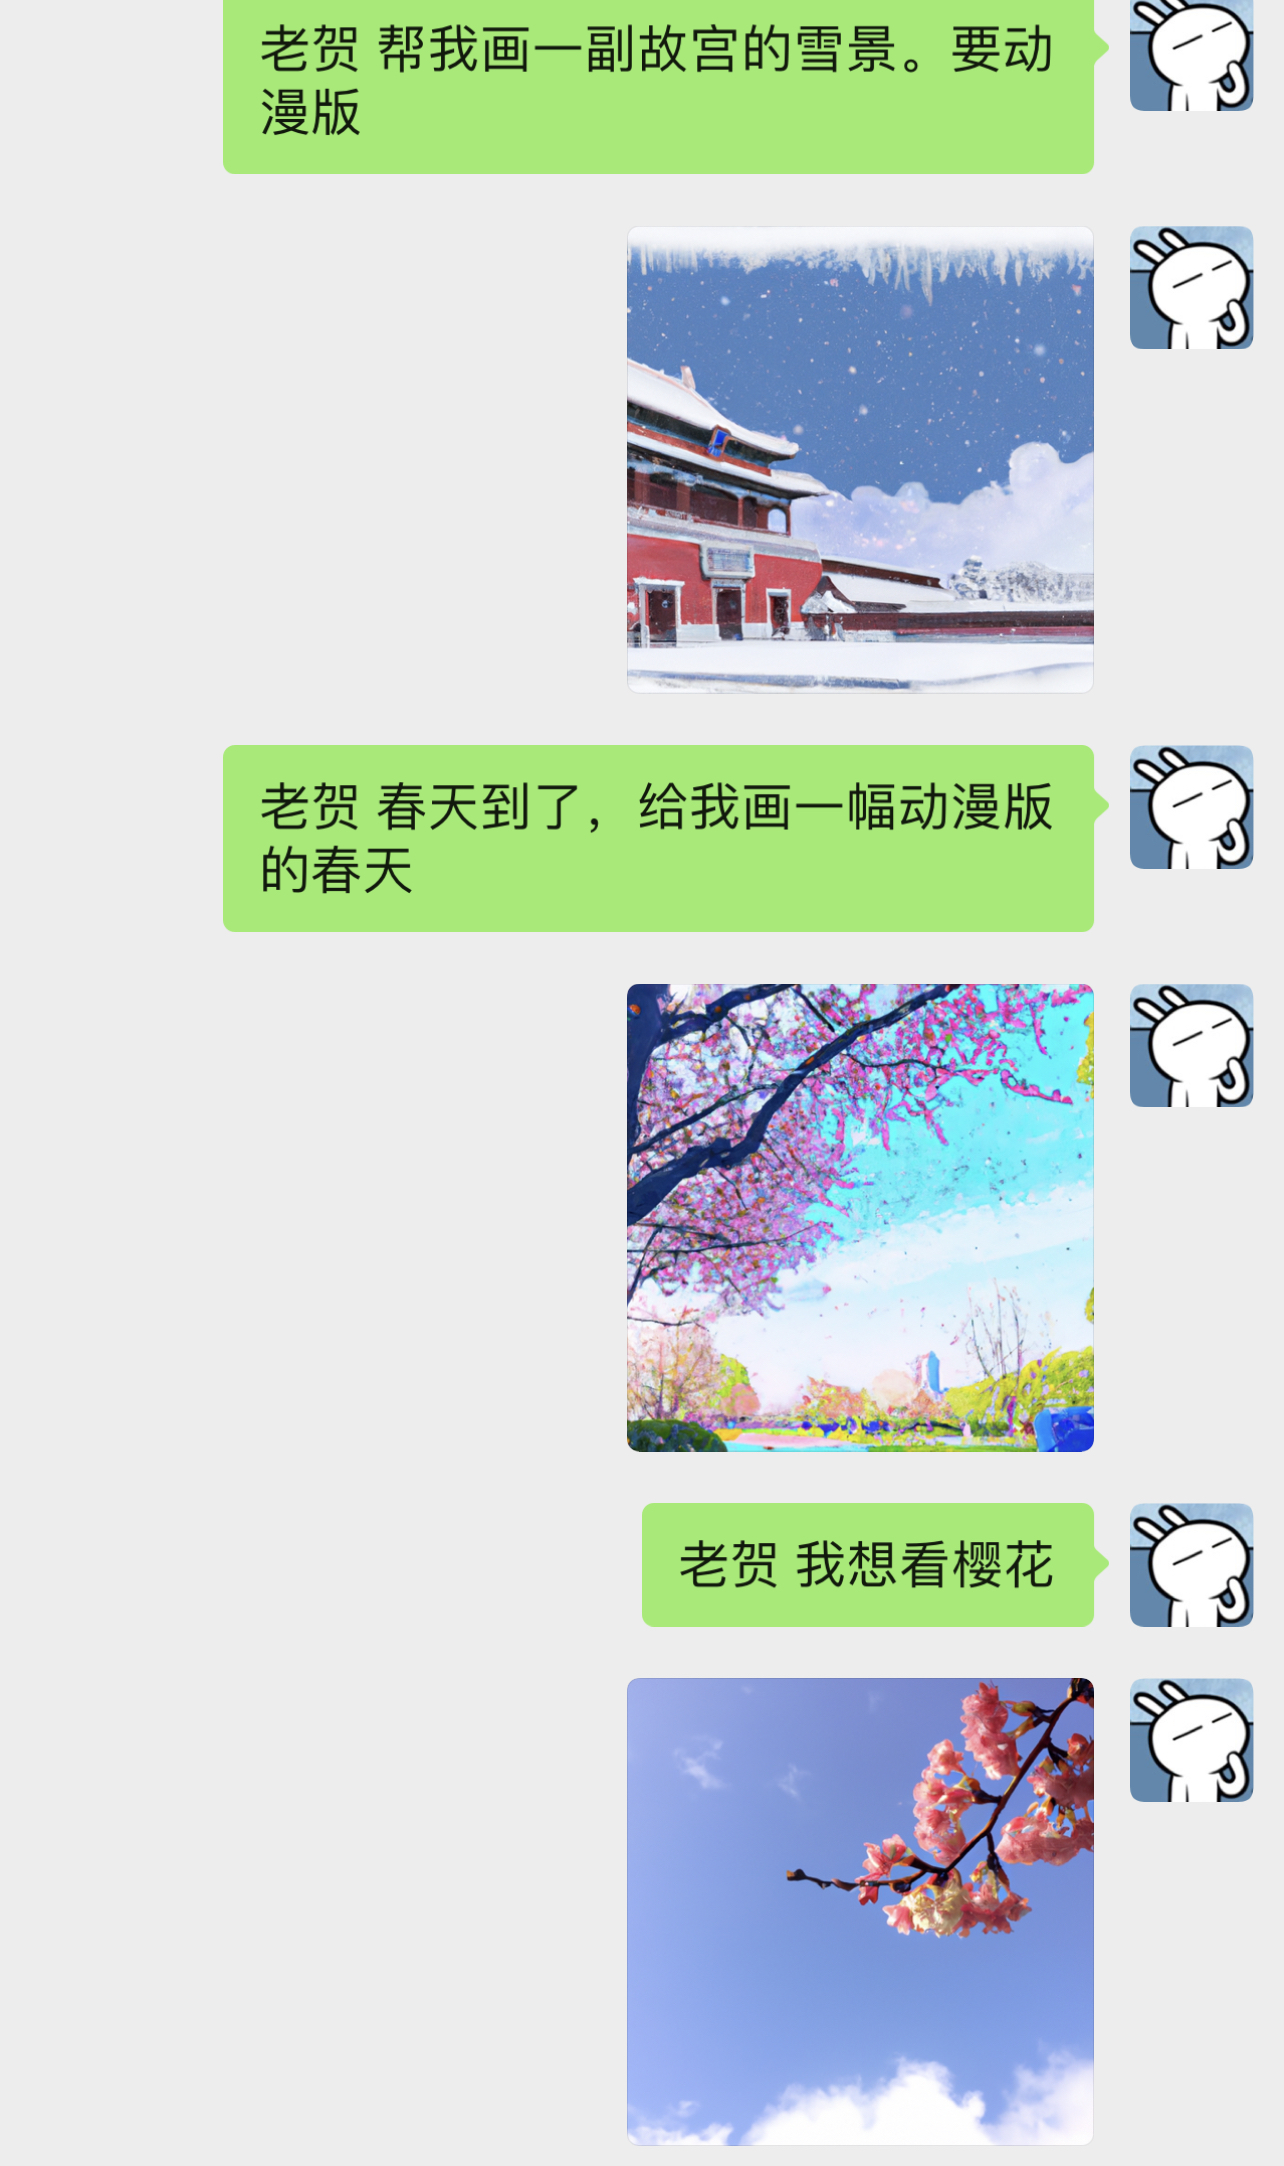 老贺 帮我画一副故宫的雪景。要动
漫版
老贺 春天到了，给我画一幅动漫版
的春天
老贺 我想看樱花